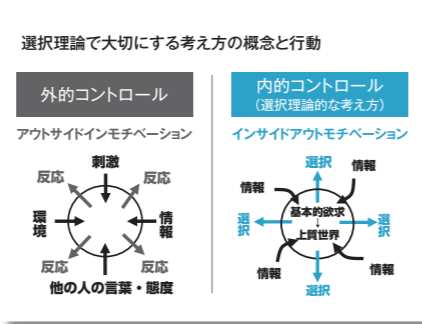 選択理論で大切にする考え方の概念と行動
外的コントロール
アウトサイドインモチベーション
刺激
反応
反応
環境
情報
反応
反応
他の人の言葉・態度
内的コントロール
（選択理論的な考え方）
インサイドアウトモチベーション
選択
情報
情報
基本的欲求
↓
上質世界
選択
選択
情報
情報
選択